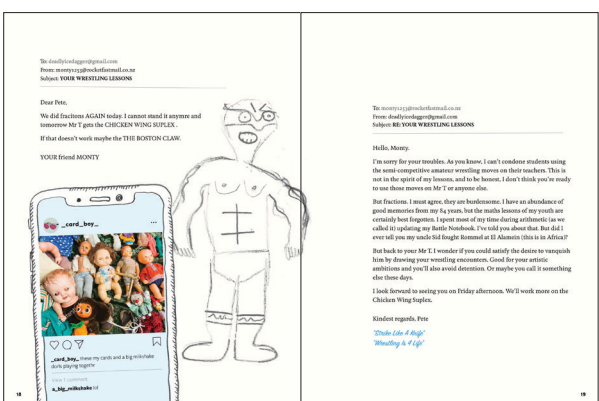 To: deadlyicedagger@gmail.com
From: monty1233@rocketfastmail.co.nz
Subject: YOUR WRESTLING LESSONS
Dear Pete,
We did fracitons AGAIN today. I cannot stand it anymre and
tomorrow Mr T gets the CHICKEN WING SUPLEX .
If that doesn't work maybe the THE BOSTON CLAW.
YOUR friend MONTY
_card_boy_
_card_boy_ these my cards and a big milkshake
dorls playing togethr
View 1 comment
a_big_milkshake lol
18
To: monty1233@rocketfastmail.co.nz
From: deadlyicedagger@gmail.com
Subject: RE: YOUR WRESTLING LESSONS
Hello, Monty.
I'm sorry for your troubles. As you know, I can't condone students using
the semi-competitive amateur wrestling moves on their teachers. This is
not in the spirit of my lessons, and to be honest, I don't think you're ready
to use those moves on Mr T or anyone else.
But fractions. I must agree, they are burdensome. I have an abundance of
good memories from my 84 years, but the maths lessons of my youth are
certainly best forgotten. I spent most of my time during arithmetic (as we
called it) updating my Battle Notebook. I've told you about that. But did I
ever tell you my uncle Sid fought Rommel at El Alamein (this is in Africa)?
But back to your Mr T. I wonder if you could satisfy the desire to vanquish
him by drawing your wrestling encounters. Good for your artistic
ambitions and you'll also avoid detention. Or maybe you call it something
else these days.
I look forward to seeing you on Friday afternoon. We'll work more on the
Chicken Wing Suplex.
Kindest regards, Pete
"Strike Like A Knife"
"Wrestling Is 4 Life"
19